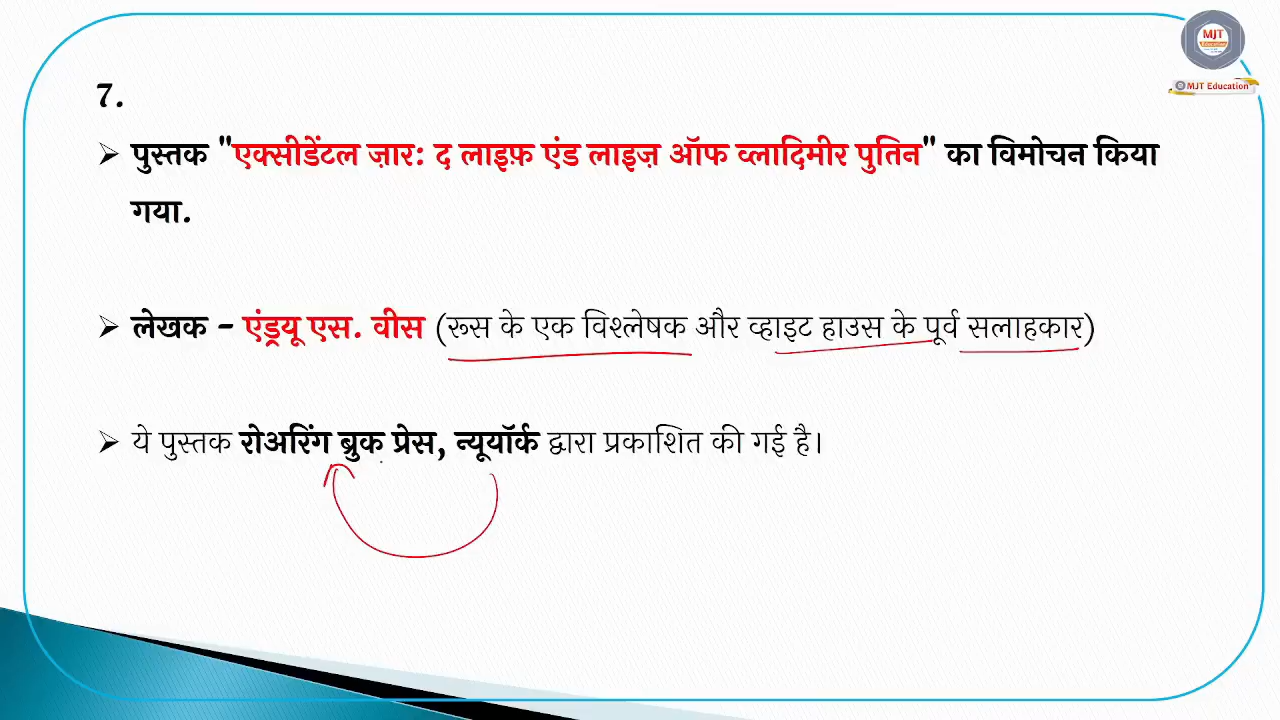 MJT
Education
MJT Education
7.
➢ पुस्तक "एक्सीडेंटल ज़ार: द लाइफ़ एंड लाइज़ ऑफ व्लादिमीर पुतिन" का विमोचन किया
गया.
➢ लेखक - एंड्रयू एस. वीस (रूस के एक विश्लेषक और व्हाइट हाउस के पूर्व सलाहकार)
➢ ये पुस्तक रोअरिंग ब्रुक प्रेस, न्यूयॉर्क द्वारा प्रकाशित की गई है।